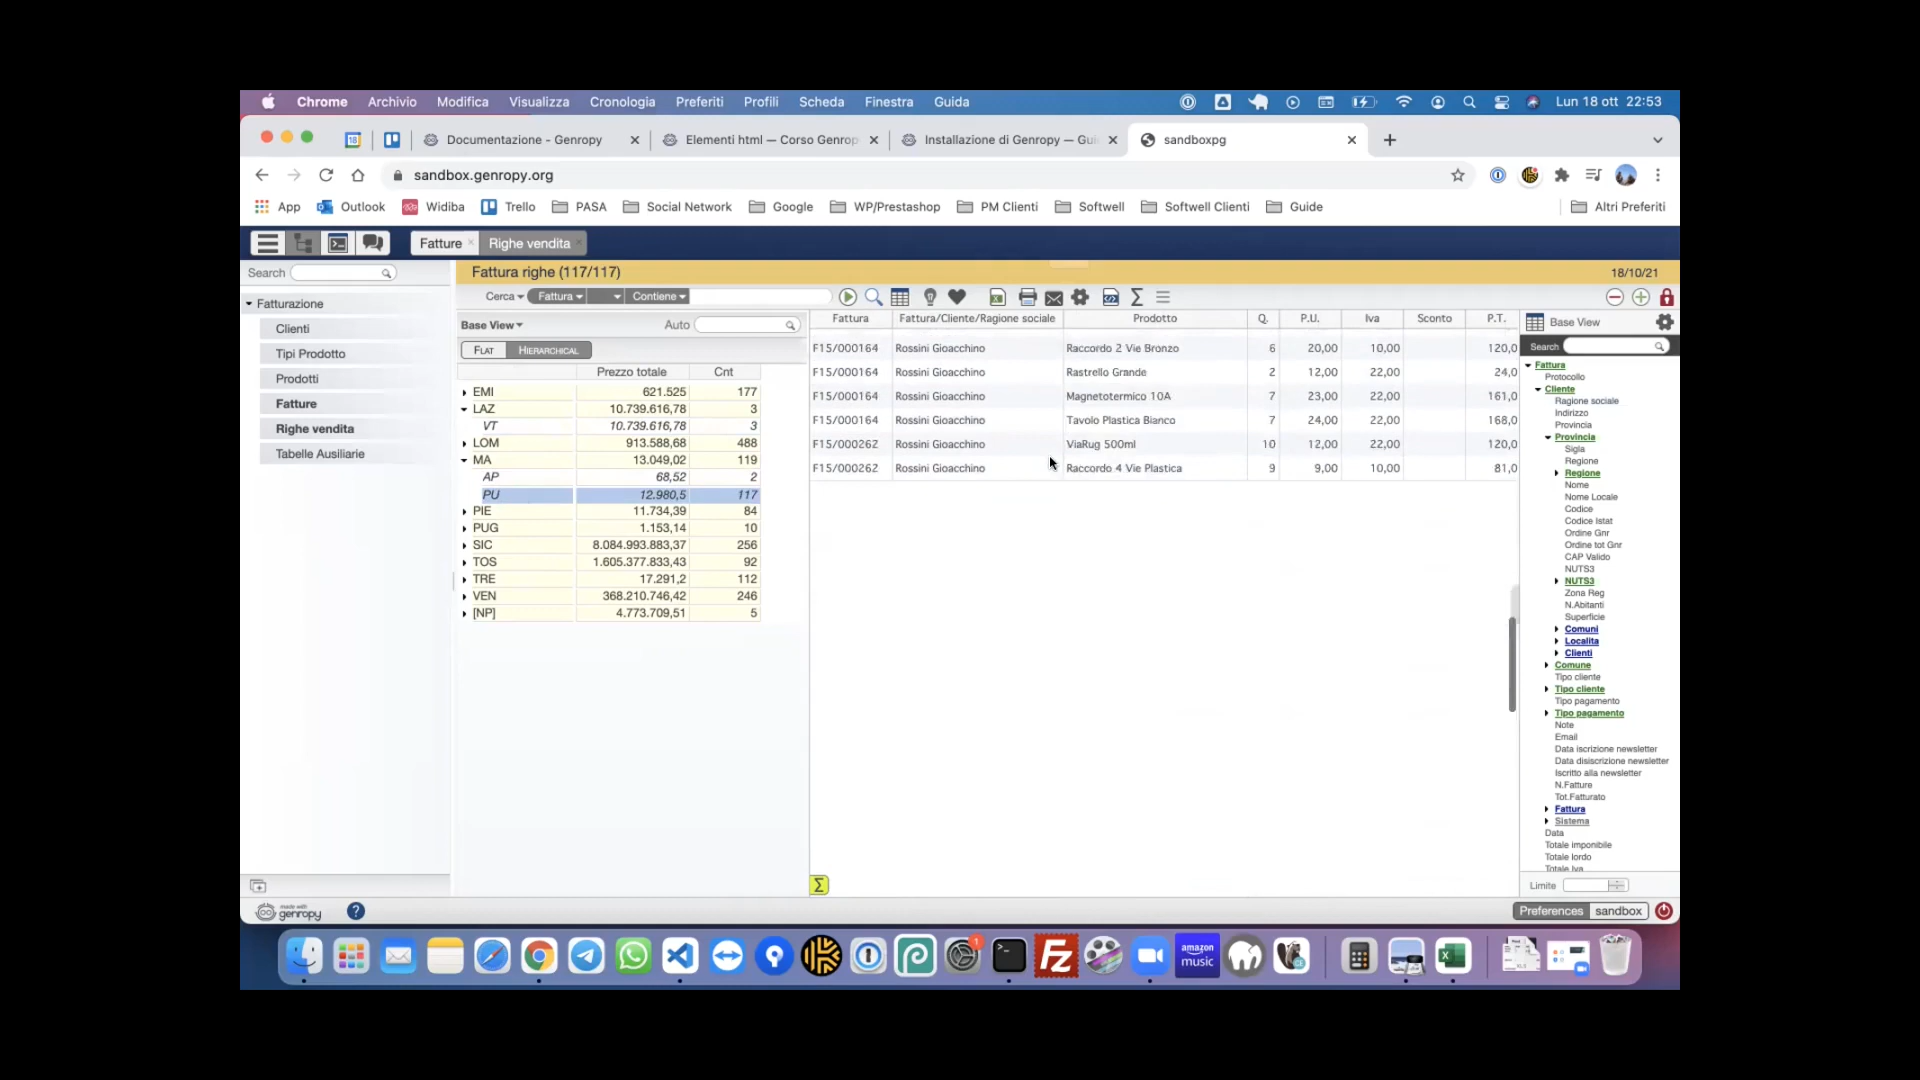 Chrome Archivio Modifica Visualizza Cronologia Preferiti Profili Scheda Finestra Guida Lun 18 ott 22:53
18 Documentazione - Genropy Elementi html — Corso Genrop Installazione di Genropy — Gui sandboxpg
sandbox.genropy.org
App Outlook Widiba Trello PASA Social Network Google WP/Prestashop PM Clienti Softwell Softwell Clienti Guide Altri Preferiti
Fatture Righe vendita
Search
Fatturazione
Clienti
Tipi Prodotto
Prodotti
Fatture
Righe vendita
Tabelle Ausiliarie
Fattura righe (117/117) 18/10/21
Cerca Fattura Contiene
Base View Auto
FLAT HIERARCHICAL
Prezzo totale Cnt
EMI 621.525 177
LAZ 10.739.616,78 3
VT 10.739.616,78 3
LOM 913.588,68 488
MA 13.049,02 119
AP 68,52 2
PU 12.980,5 117
PIE 11.734,39 84
PUG 1.153,14 10
SIC 8.084.993.883,37 256
TOS 1.605.377.833,43 92
TRE 17.291,2 112
VEN 368.210.746,42 246
[NP] 4.773.709,51 5
Fattura Fattura/Cliente/Ragione sociale Prodotto Q. P.U. Iva Sconto P.T.
F15/000164 Rossini Gioacchino Raccordo 2 Vie Bronzo 6 20,00 10,00 120,0
F15/000164 Rossini Gioacchino Rastrello Grande 2 12,00 22,00 24,0
F15/000164 Rossini Gioacchino Magnetotermico 10A 7 23,00 22,00 161,0
F15/000164 Rossini Gioacchino Tavolo Plastica Bianco 7 24,00 22,00 168,0
F15/000262 Rossini Gioacchino ViaRug 500ml 10 12,00 22,00 120,0
F15/000262 Rossini Gioacchino Raccordo 4 Vie Plastica 9 9,00 10,00 81,0
Σ
Base View
Search
Fattura
Protocollo
Cliente
Ragione sociale
Indirizzo
Provincia
Provincia
Sigla
Regione
Regione
Nome
Nome Locale
Codice
Codice Istat
Ordine Gnr
Ordine tot Gnr
CAP Valido
NUTS3
NUTS3
Zona Reg
N.Abitanti
Superficie
Comuni
Localita
Clienti
Comune
Tipo cliente
Tipo cliente
Tipo pagamento
Tipo pagamento
Note
Email
Data iscrizione newsletter
Data disiscrizione newsletter
Iscritto alla newsletter
N.Fatture
Tot.Fatturato
Fattura
Sistema
Data
Totale imponibile
Totale lordo
Totale Iva
Limite
made with
genropy ? Preferences sandbox
1 Fz amazon
music